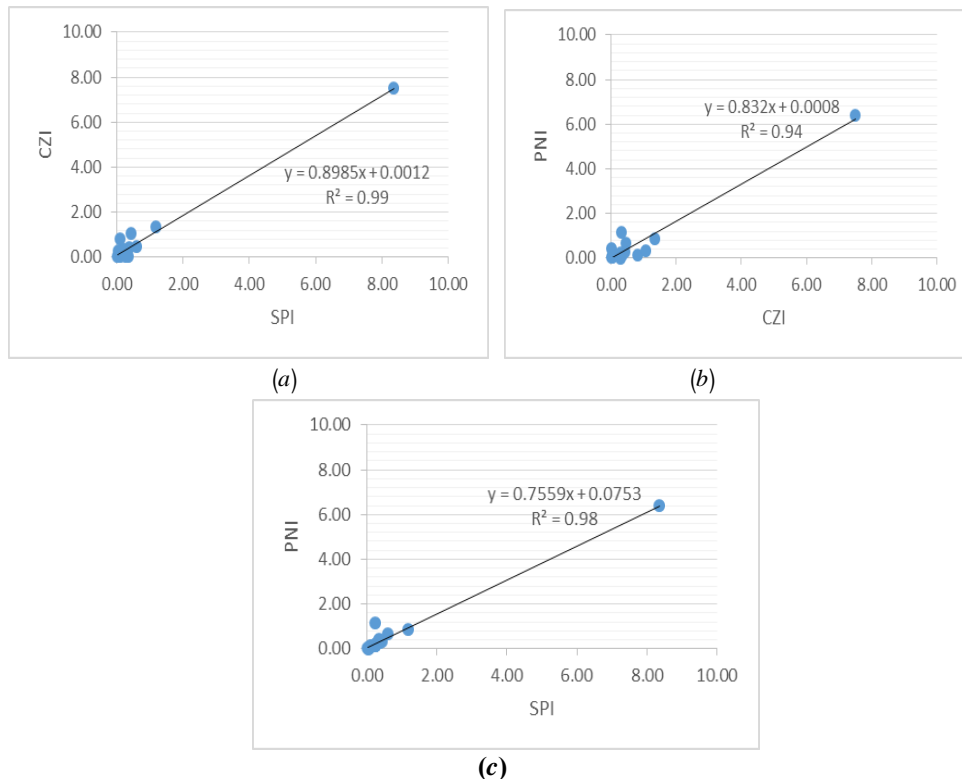 10.00
8.00
6.00
4.00
2.00
0.00
CZI
y = 0.8985x + 0.0012
R² = 0.99
0.00 2.00 4.00 6.00 8.00 10.00
SPI
(a)
10.00
8.00
6.00
4.00
2.00
0.00
PNI
y = 0.832x + 0.0008
R² = 0.94
0.00 2.00 4.00 6.00 8.00 10.00
CZI
(b)
10.00
8.00
6.00
4.00
2.00
0.00
PNI
y = 0.7559x + 0.0753
R² = 0.98
0.00 2.00 4.00 6.00 8.00 10.00
SPI
(c)